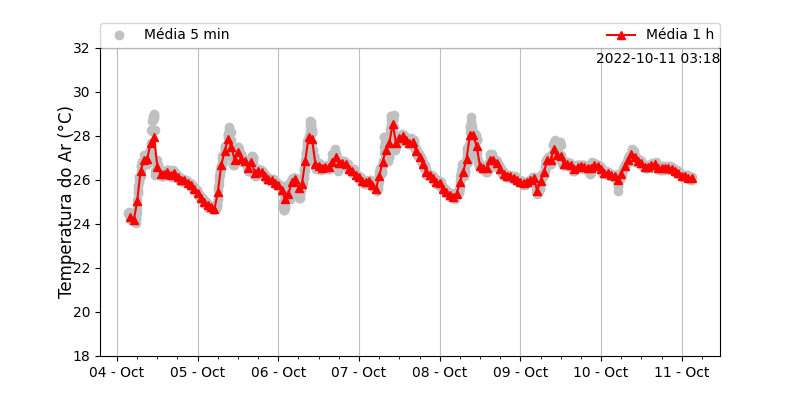 Média 5 min
Média 1 h
2022-10-11 03:18
Temperatura do Ar (°C)
32
30
28
26
24
22
20
18
04 - Oct
05 - Oct
06 - Oct
07 - Oct
08 - Oct
09 - Oct
10 - Oct
11 - Oct